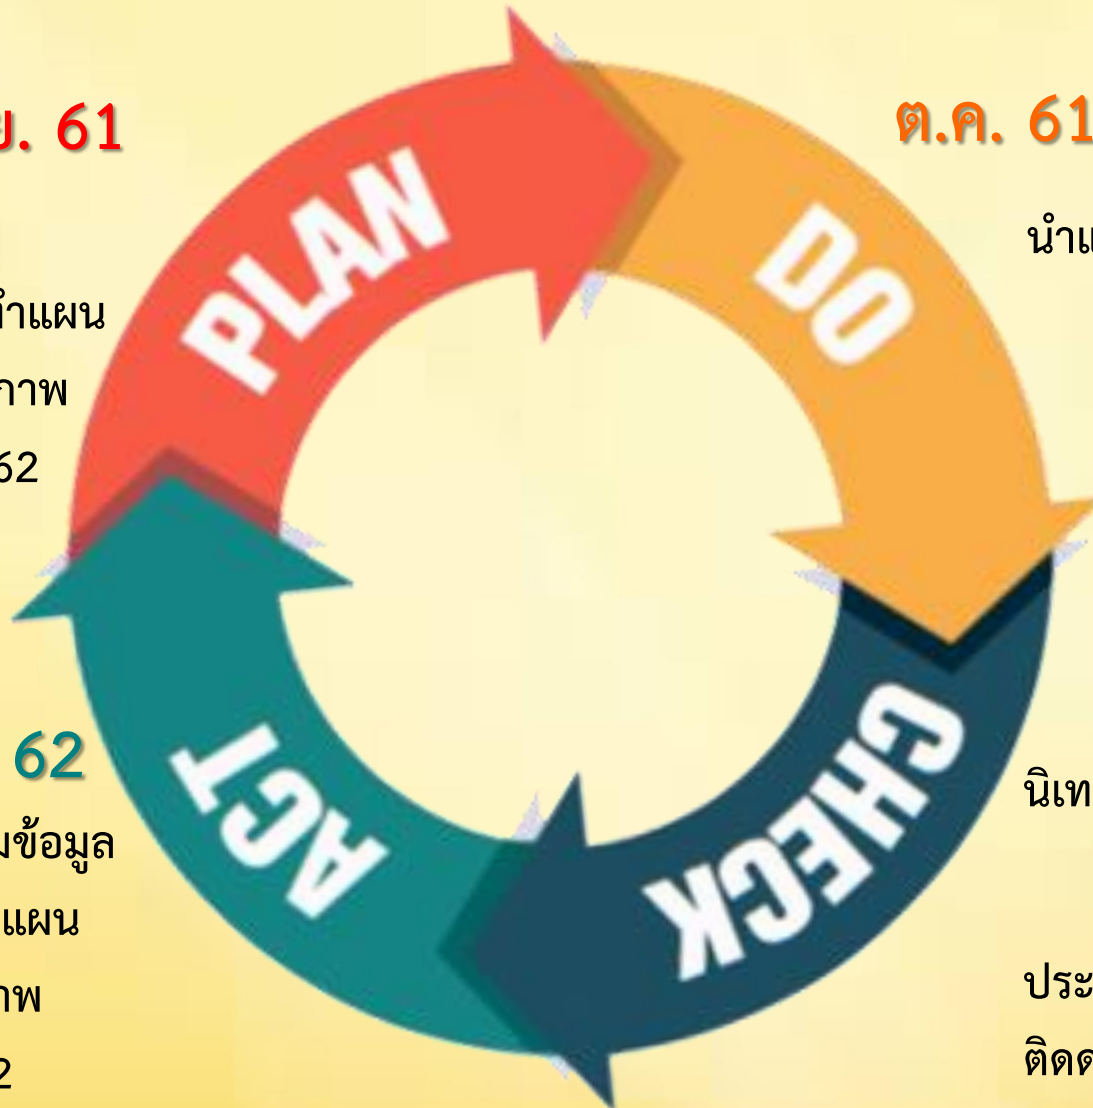 ย. 61
ทำแผน
ภาพ
62
PLAN
ต.ค. 61
นำแ
DO
62
มข้อมูล
แผน
าพ
2
ACT
CHECK
นิเท
ประ
ติดต